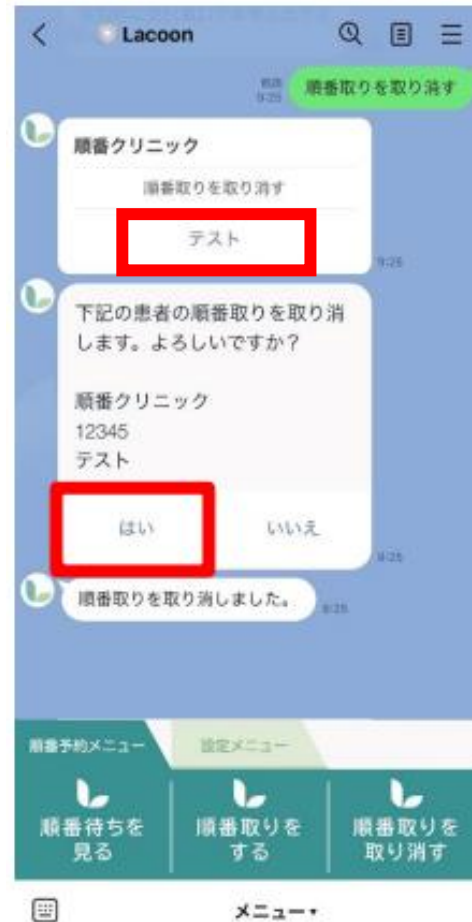 Lacoon
既読
9:25
順番取りを取り消す
順番クリニック
順番取りを取り消す
テスト
9:25
下記の患者の順番取りを取り消
します。よろしいですか？
順番クリニック
12345
テスト
はい
いいえ
9:25
順番取りを取り消しました。
9:25
順番予約メニュー
設定メニュー
順番待ちを
見る
順番取りを
する
順番取りを
取り消す
メニュー▾